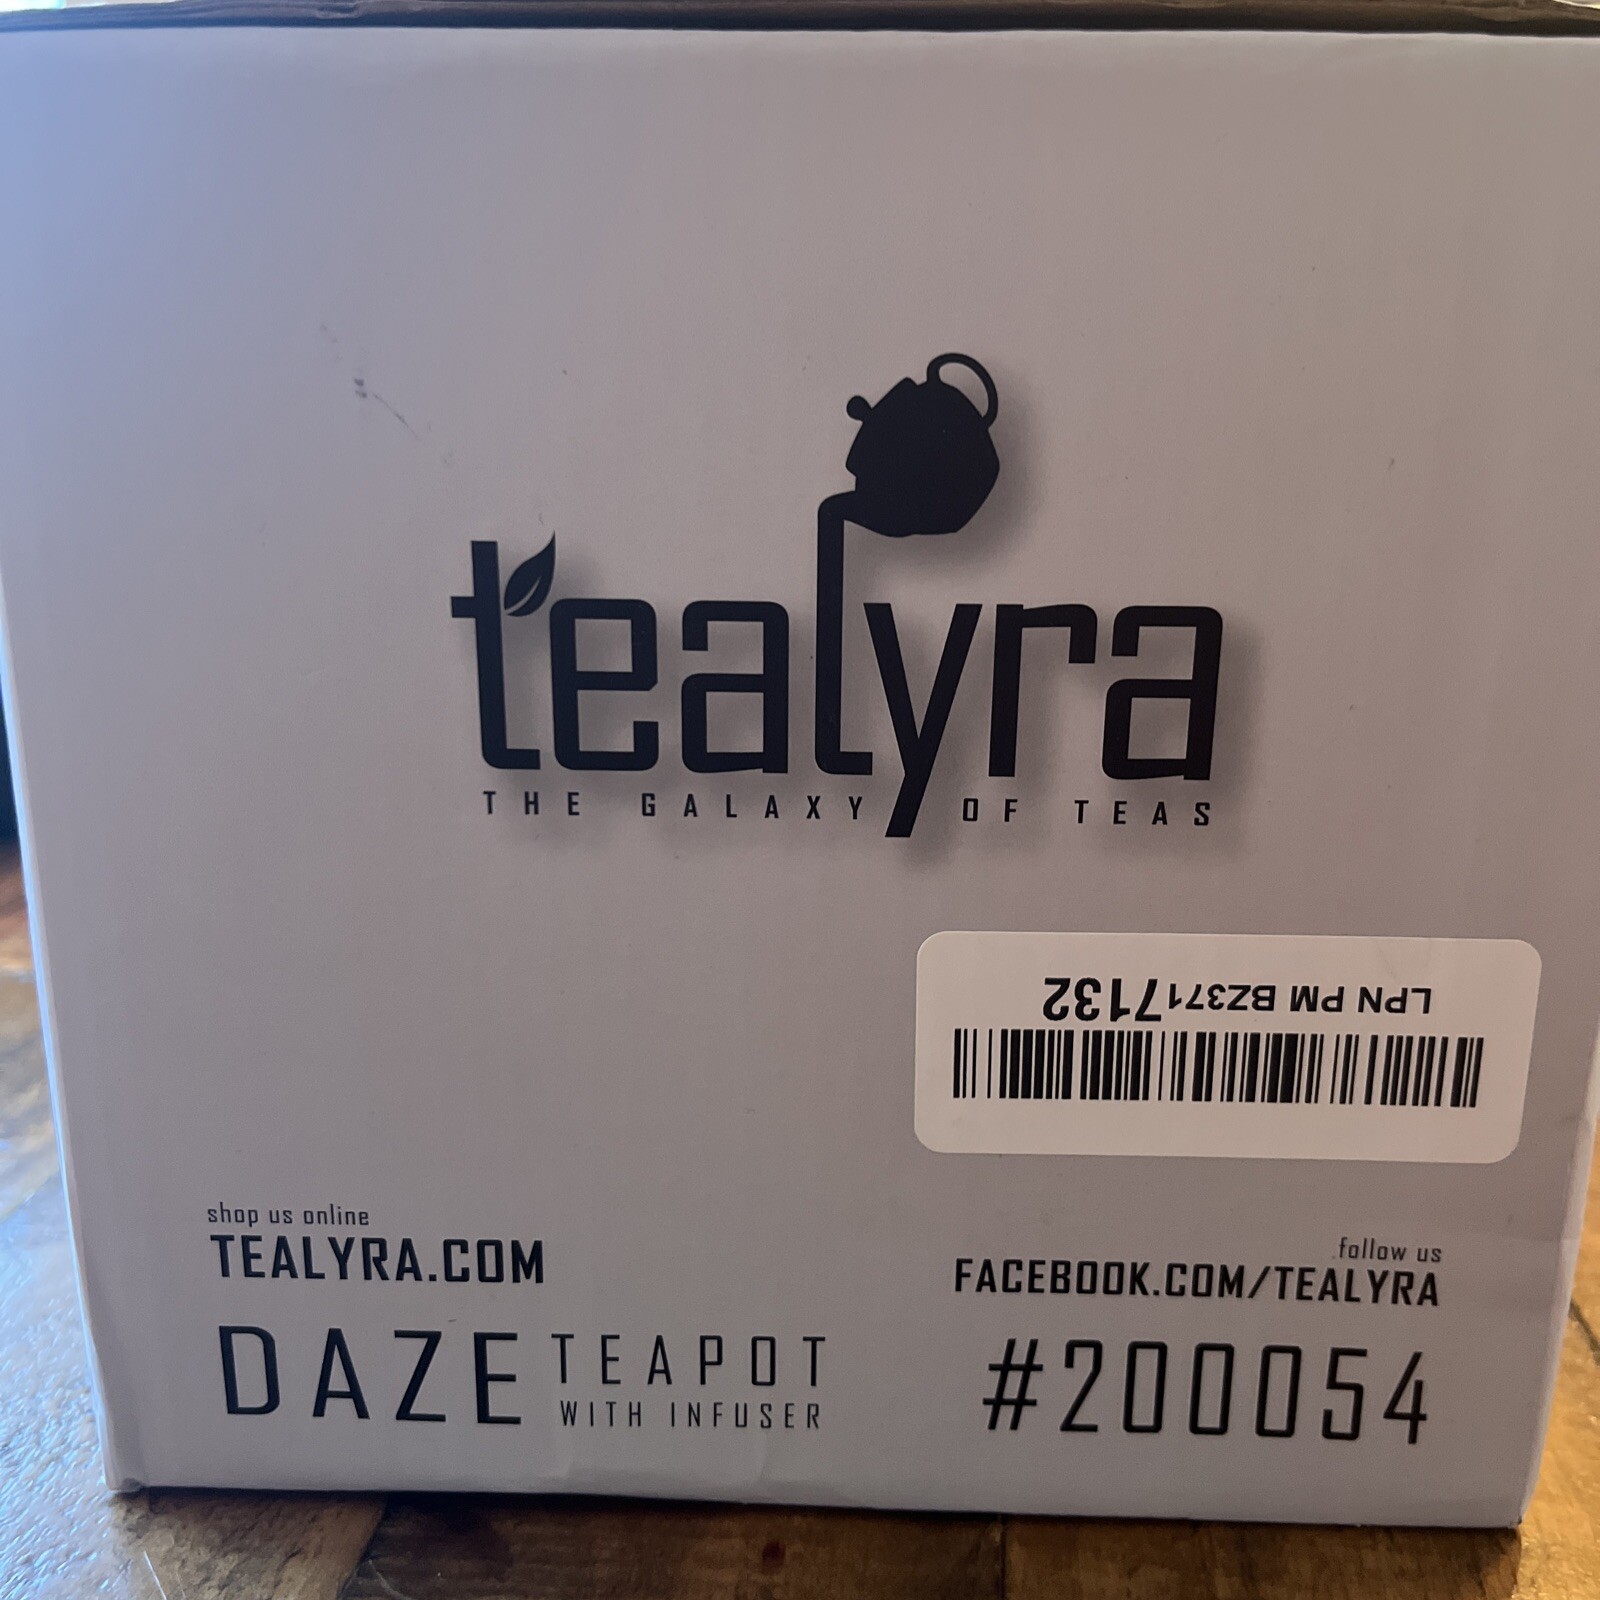 tealyra
THE GALAXY OF TEAS
LPN PM BZ3717132
shop us online
TEALYRA.COM
follow us
FACEBOOK.COM/TEALYRA
DAZE TEAPOT
WITH INFUSER
#200054